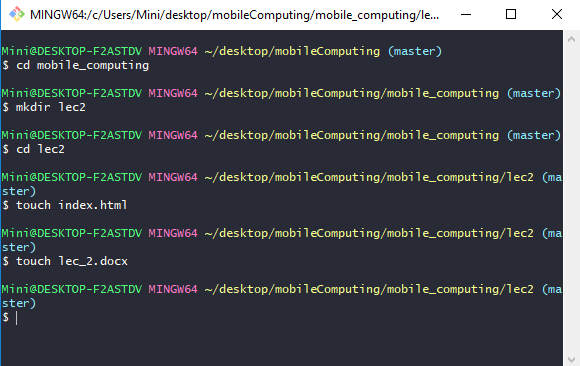 MINGW64:/c/Users/Mini/desktop/mobileComputing/mobile_computing/le...
Mini@DESKTOP-F2ASTDV MINGW64 ~/desktop/mobileComputing (master)
$ cd mobile_computing
Mini@DESKTOP-F2ASTDV MINGW64 ~/desktop/mobileComputing/mobile_computing (master)
$ mkdir lec2
Mini@DESKTOP-F2ASTDV MINGW64 ~/desktop/mobileComputing/mobile_computing (master)
$ cd lec2
Mini@DESKTOP-F2ASTDV MINGW64 ~/desktop/mobileComputing/mobile_computing/lec2 (ma
ster)
$ touch index.html
Mini@DESKTOP-F2ASTDV MINGW64 ~/desktop/mobileComputing/mobile_computing/lec2 (ma
ster)
$ touch lec_2.docx
Mini@DESKTOP-F2ASTDV MINGW64 ~/desktop/mobileComputing/mobile_computing/lec2 (ma
ster)
$